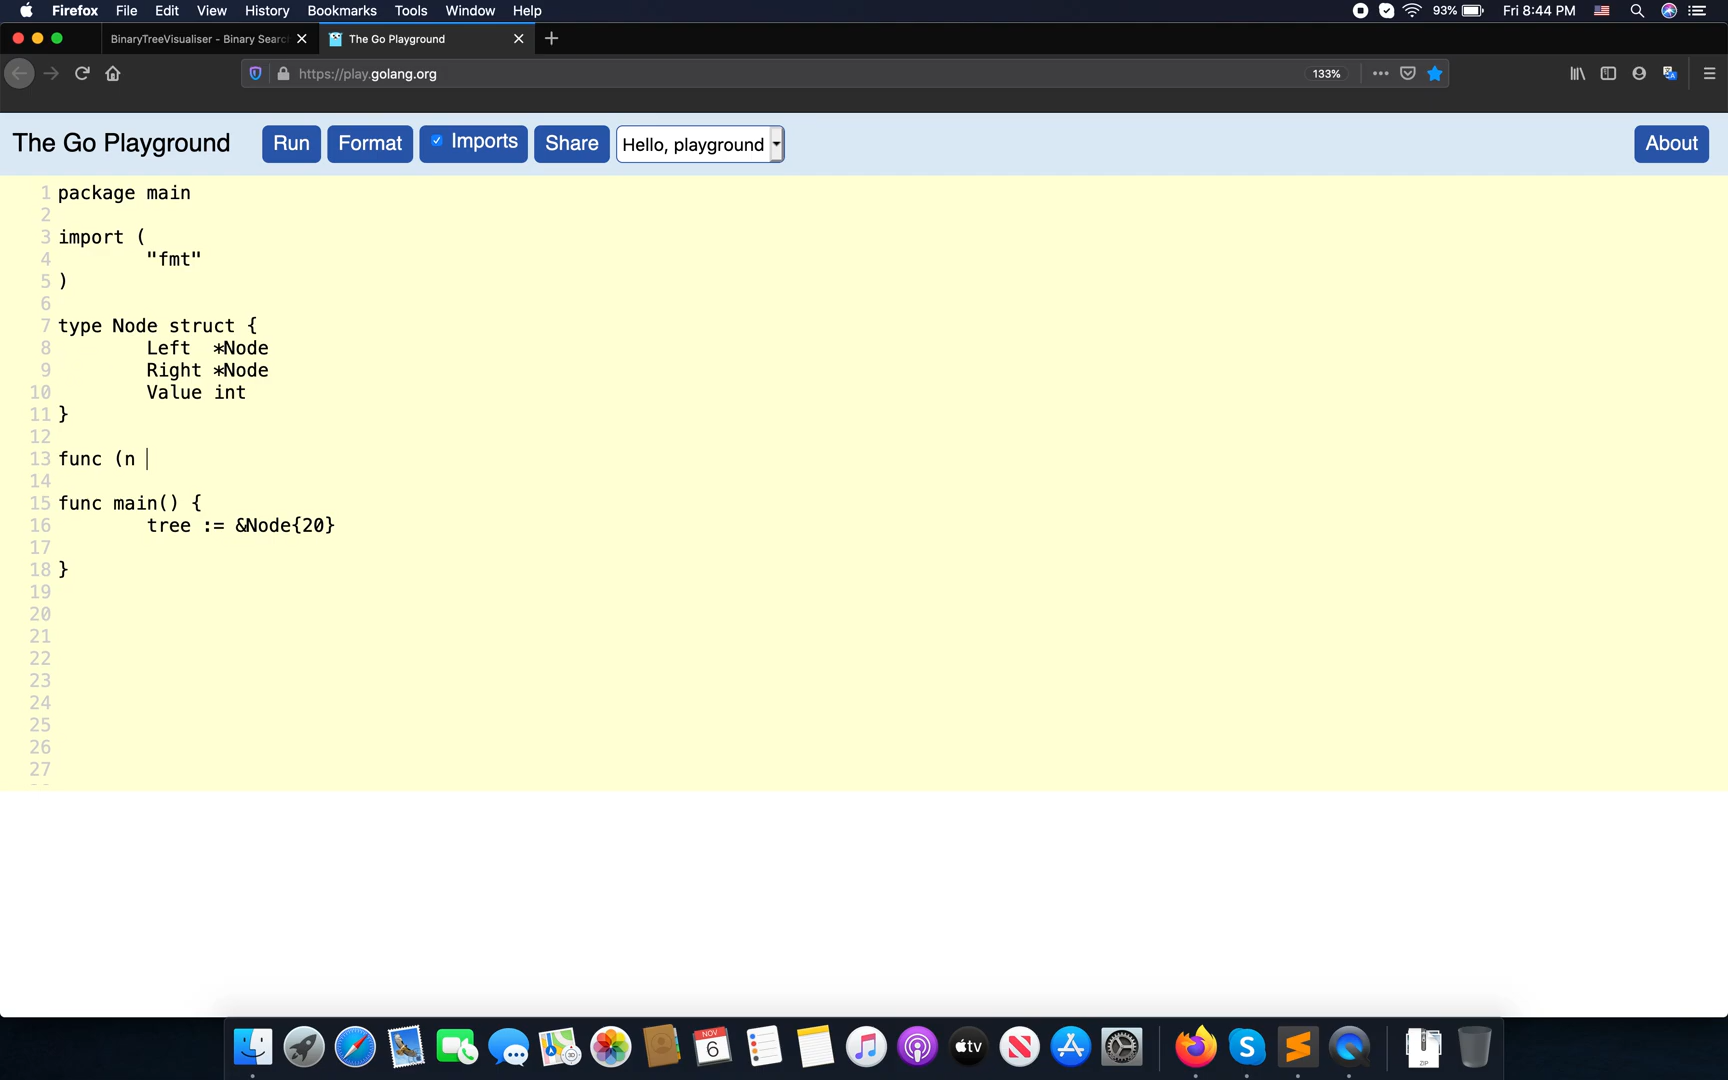 Firefox File Edit View History Bookmarks Tools Window Help 93% Fri 8:44 PM
BinaryTreeVisualiser - Binary Searc The Go Playground
https://play.golang.org 133%
The Go Playground Run Format Imports Share Hello, playground About
1 package main
2
3 import (
4 "fmt"
5 )
6
7 type Node struct {
8 Left *Node
9 Right *Node
10 Value int
11 }
12
13 func (n
14
15 func main() {
16 tree := &Node{20}
17
18 }
19
20
21
22
23
24
25
26
27
NOV
6
tv
S
ZIP